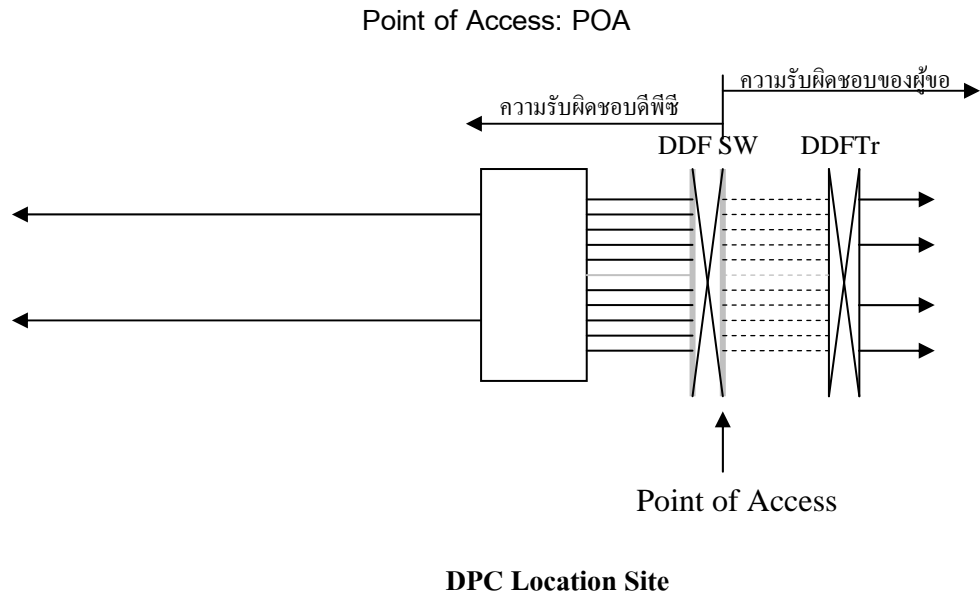 Point of Access: POA
ความรับผิดชอบของผู้ขอ
ความรับผิดชอบดีพีซี
DDF SW DDFTr
Point of Access
DPC Location Site